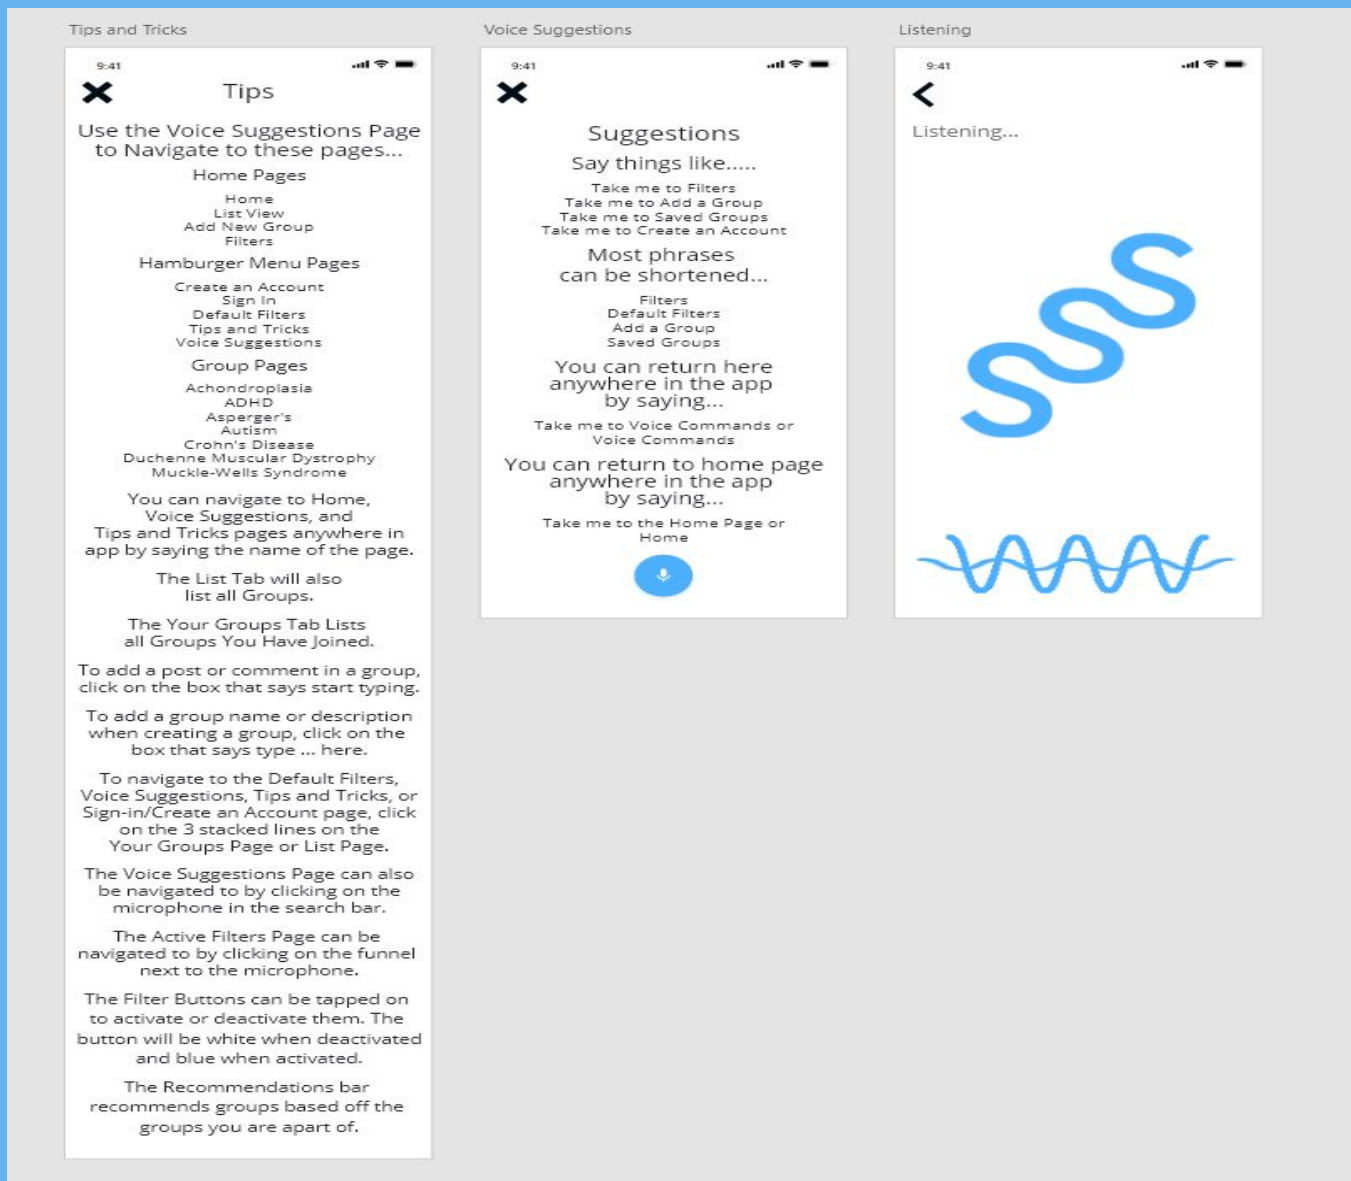 Tips and Tricks
9:41
Tips
Use the Voice Suggestions Page
to Navigate to these pages...
Home Pages
Home
List View
Add New Group
Filters
Hamburger Menu Pages
Create an Account
Sign In
Default Filters
Tips and Tricks
Voice Suggestions
Group Pages
Achondroplasia
ADHD
Asperger's
Autism
Crohn's Disease
Duchenne Muscular Dystrophy
Muckle-Wells Syndrome
You can navigate to Home,
Voice Suggestions, and
Tips and Tricks pages anywhere in
app by saying the name of the page.
The List Tab will also
list all Groups.
The Your Groups Tab Lists
all Groups You Have Joined.
To add a post or comment in a group,
click on the box that says start typing.
To add a group name or description
when creating a group, click on the
box that says type ... here.
To navigate to the Default Filters,
Voice Suggestions, Tips and Tricks, or
Sign-in/Create an Account page, click
on the 3 stacked lines on the
Your Groups Page or List Page.
The Voice Suggestions Page can also
be navigated to by clicking on the
microphone in the search bar.
The Active Filters Page can be
navigated to by clicking on the funnel
next to the microphone.
The Filter Buttons can be tapped on
to activate or deactivate them. The
button will be white when deactivated
and blue when activated.
The Recommendations bar
recommends groups based off the
groups you are apart of.
Voice Suggestions
9:41
Suggestions
Say things like.....
Take me to Filters
Take me to Add a Group
Take me to Saved Groups
Take me to Create an Account
Most phrases
can be shortened...
Filters
Default Filters
Add a Group
Saved Groups
You can return here
anywhere in the app
by saying...
Take me to Voice Commands or
Voice Commands
You can return to home page
anywhere in the app
by saying...
Take me to the Home Page or
Home
Listening
9:41
Listening...
SSS